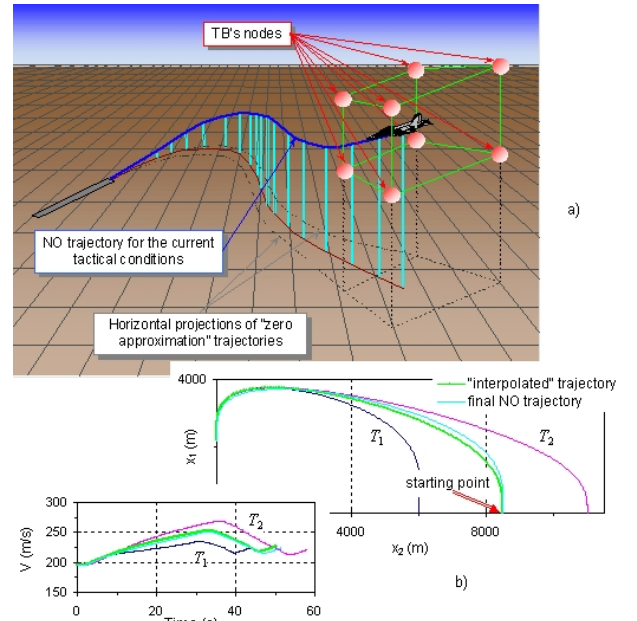 TB's nodes
NO trajectory for the current
tactical conditions
Horizontal projections of "zero
approximation" trajectories
a)
4000
x1 (m)
"interpolated" trajectory
final NO trajectory
T1
T2
starting point
4000
8000
x2 (m)
300
250
200
150
V (m/s)
T2
T1
0
20
40
60
Time (s)
b)